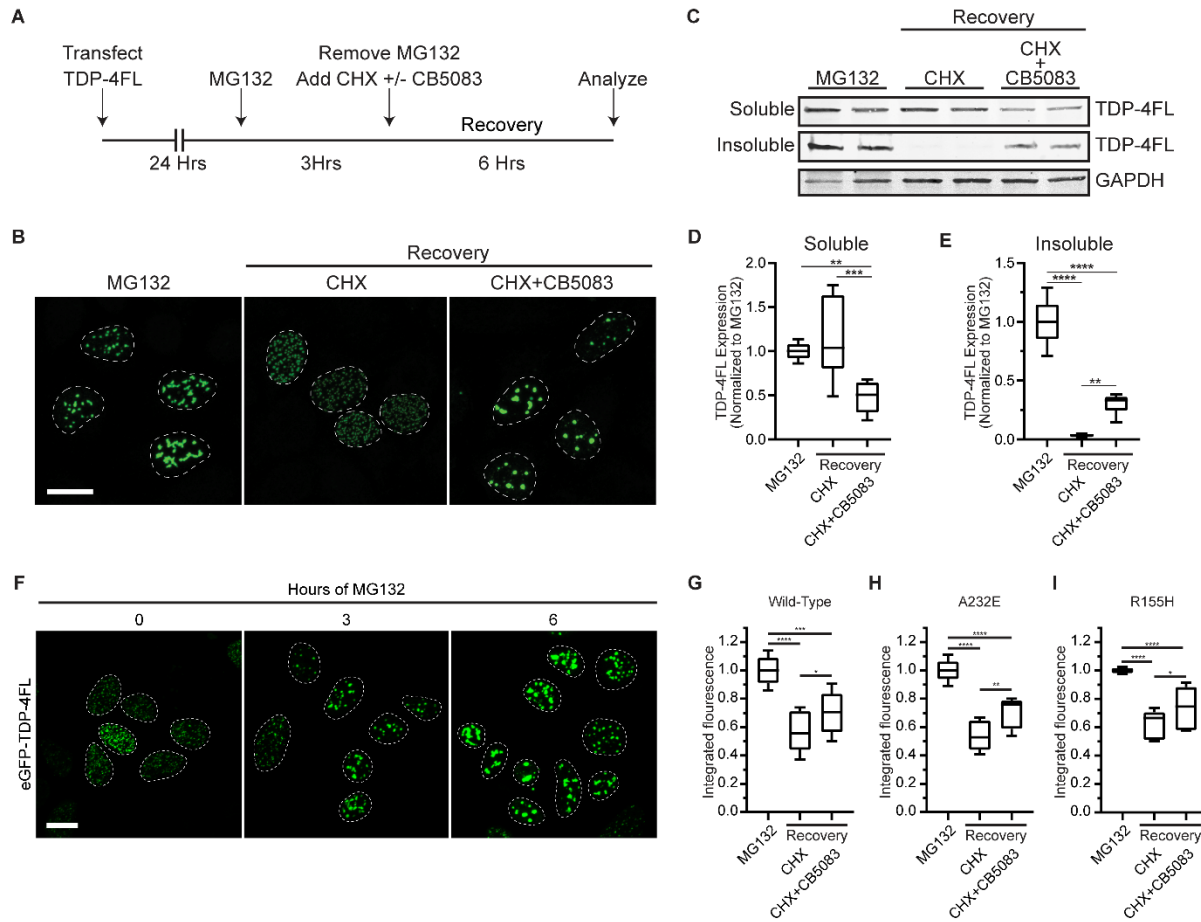 A
Transfect
TDP-4FL
MG132
Remove MG132
Add CHX +/- CB5083
Analyze
Recovery
24 Hrs
3Hrs
6 Hrs
B
Recovery
MG132
CHX
CHX+CB5083
C
Recovery
MG132
CHX
CHX
+
CB5083
Soluble
TDP-4FL
Insoluble
TDP-4FL
GAPDH
D
Soluble
TDP-4FL Expression
(Normalized to MG132)
2.0
1.5
1.0
0.5
0
**
***
MG132
Recovery
CHX
CHX+CB5083
E
Insoluble
TDP-4FL Expression
(Normalized to MG132)
1.5
1.0
0.5
0
****
****
**
MG132
Recovery
CHX
CHX+CB5083
F
Hours of MG132
0
3
6
eGFP-TDP-4FL
G
Wild-Type
Integrated flourescence
1.2
1.0
0.8
0.6
0.4
0.2
0.0
***
****
*
MG132
Recovery
CHX
CHX+CB5083
H
A232E
Integrated flourescence
1.2
1.0
0.8
0.6
0.4
0.2
0.0
****
****
**
MG132
Recovery
CHX
CHX+CB5083
I
R155H
Integrated flourescence
1.2
1.0
0.8
0.6
0.4
0.2
0.0
****
****
*
MG132
Recovery
CHX
CHX+CB5083